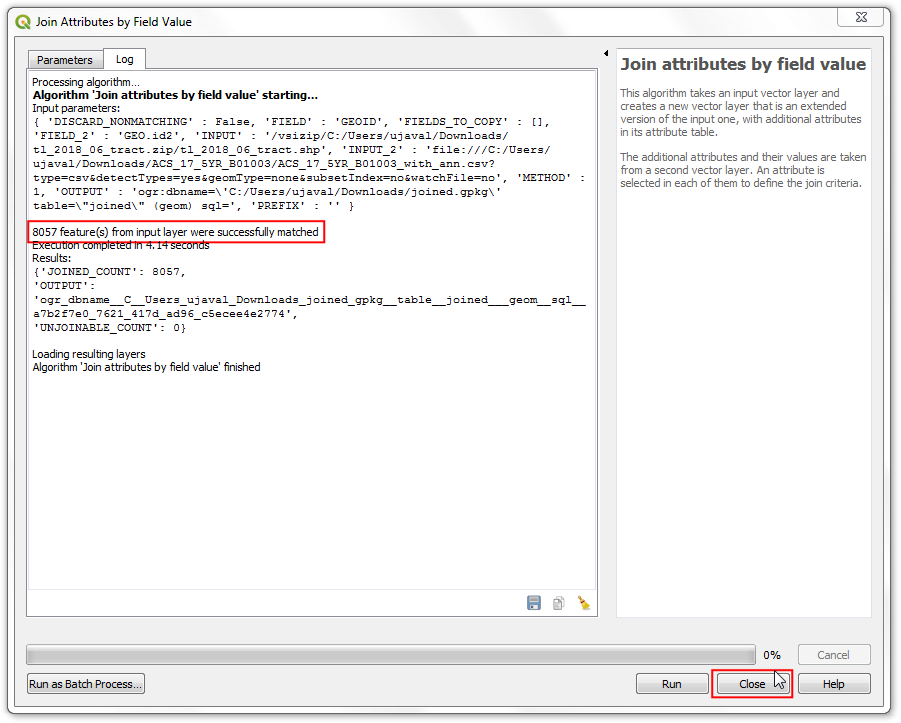 Join Attributes by Field Value
Parameters
Log
Processing algorithm...
Algorithm 'Join attributes by field value' starting...
Input parameters:
{ 'DISCARD_NONMATCHING' : False, 'FIELD' : 'GEOID', 'FIELDS_TO_COPY' : [],
'FIELD_2' : 'GEO.id2', 'INPUT' : '/vsizip/C:/Users/ujaval/Downloads/
tl_2018_06_tract.zip/tl_2018_06_tract.shp', 'INPUT_2' : 'file:///C:/Users/
ujaval/Downloads/ACS_17_5YR_B01003/ACS_17_5YR_B01003_with_ann.csv?
type=csv&detectTypes=yes&geomType=none&subsetIndex=no&watchFile=no', 'METHOD' :
1, 'OUTPUT' : 'ogr:dbname=\'C:/Users/ujaval/Downloads/joined.gpkg\'
table=\"joined\" (geom) sql=', 'PREFIX' : '' }
8057 feature(s) from input layer were successfully matched
Execution completed in 4.14 seconds
Results:
{'JOINED_COUNT': 8057,
'OUTPUT':
'ogr_dbname__C__Users_ujaval_Downloads_joined_gpkg__table__joined___geom__sql__
a7b2f7e0_7621_417d_ad96_c5ecee4e2774',
'UNJOINABLE_COUNT': 0}
Loading resulting layers
Algorithm 'Join attributes by field value' finished
Join attributes by field value
This algorithm takes an input vector layer and
creates a new vector layer that is an extended
version of the input one, with additional attributes
in its attribute table.
The additional attributes and their values are taken
from a second vector layer. An attribute is
selected in each of them to define the join criteria.
0%
Cancel
Run as Batch Process...
Run
Close
Help